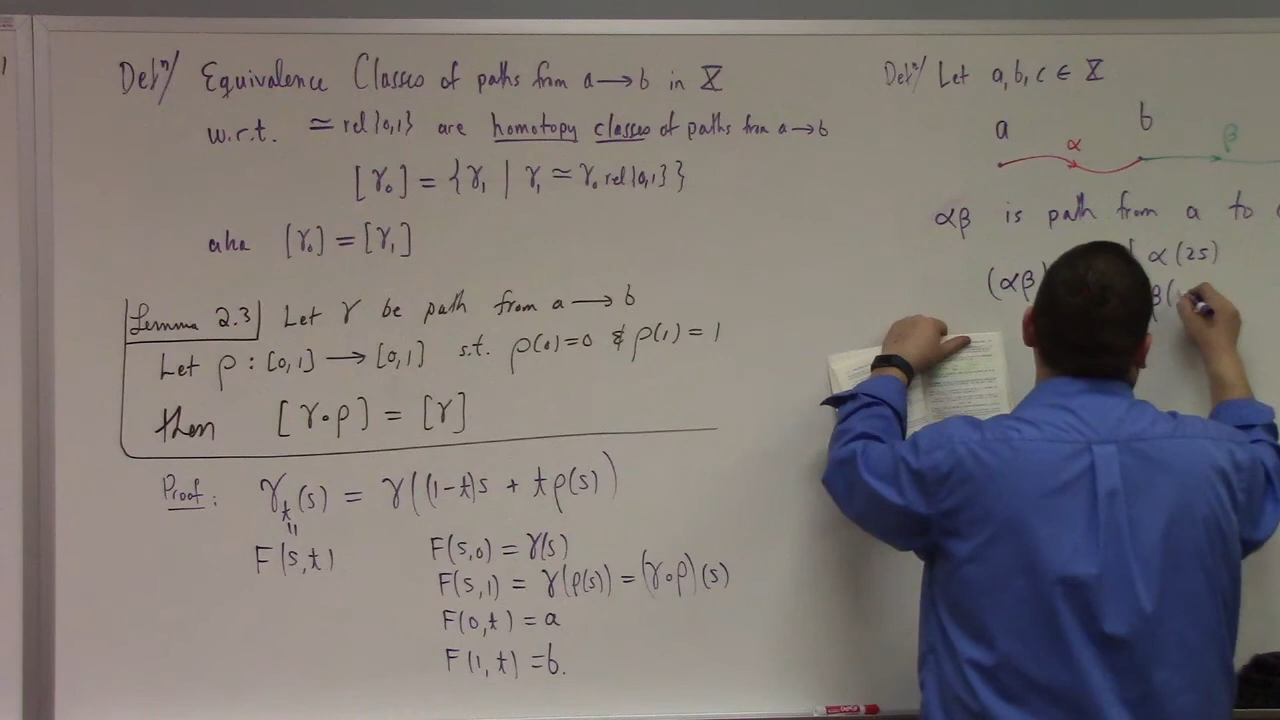 Defⁿ/ Equivalence Classes of paths from a → b in X
w.r.t. ≃ rel{0,1} are homotopy classes of paths from a → b
[γ₀] = {γ₁ | γ₁ ≃ γ₀ rel{0,1}}
aka [γ₀] = [γ₁]
Lemma 2.3 Let γ be path from a → b
Let ρ : [0,1] → [0,1] s.t. ρ(0)=0 & ρ(1)=1
then [γ∘ρ] = [γ]
Proof: γₜ(s) = γ((1-t)s + tρ(s))
=
F(s,t)
F(s,0) = γ(s)
F(s,1) = γ(ρ(s)) = (γ∘ρ)(s)
F(0,t) = a
F(1,t) = b.
Defⁿ/ Let a, b, c ∈ X
a b
α β
αβ is path from a to
(αβ) α(2s)
β(